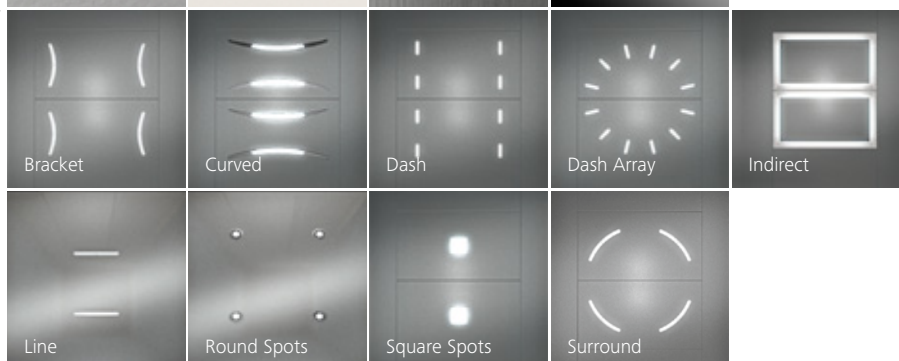 Bracket
Curved
Dash
Dash Array
Indirect
Line
Round Spots
Square Spots
Surround